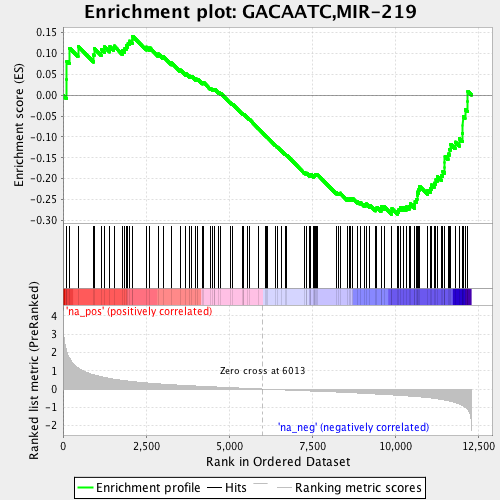 Enrichment plot: GACAATC,MIR-219
Enrichment score (ES)
0.15
0.10
0.05
0.00
-0.05
-0.10
-0.15
-0.20
-0.25
-0.30
Ranked list metric (PreRanked)
'na_pos' (positively correlated)
4
3
2
1
0
-1
-2
Zero cross at 6013
'na_neg' (negatively correlated)
0
2,500
5,000
7,500
10,000
12,500
Rank in Ordered Dataset
Enrichment profile
Hits
Ranking metric scores